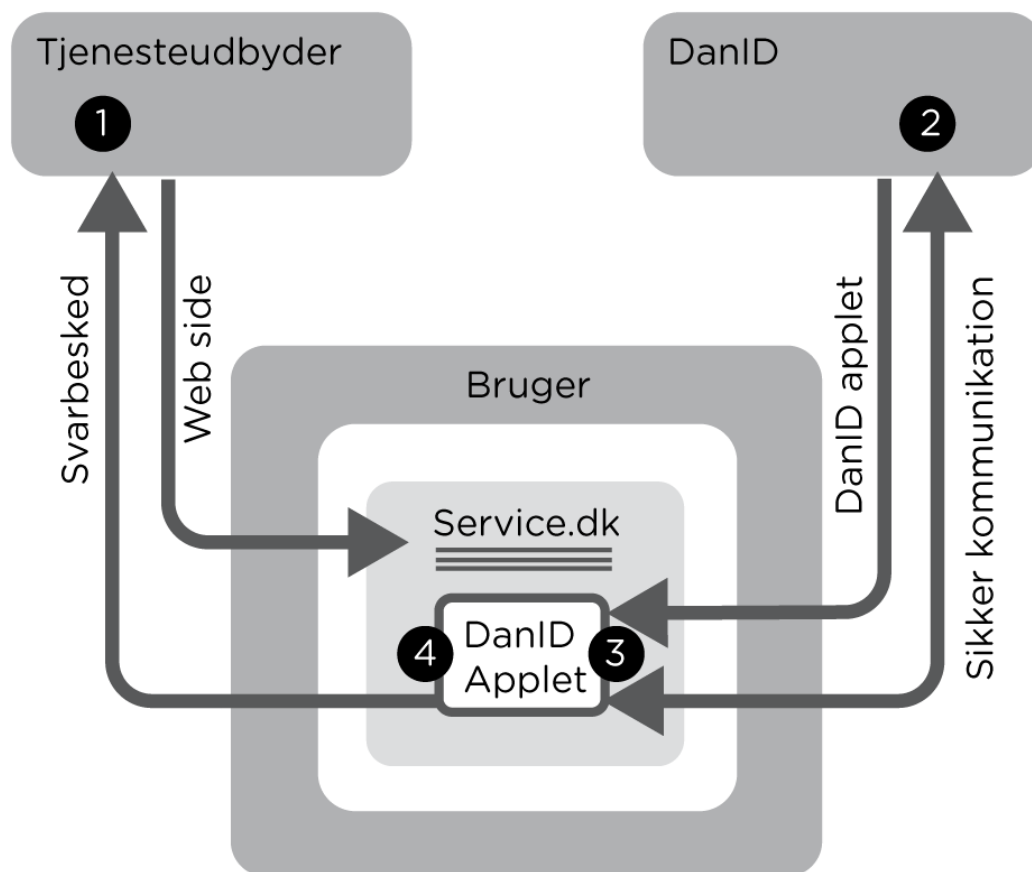 Tjenesteudbyder
1
DanID
2
Svarbesked
Web side
DanID applet
Sikker kommunikation
Bruger
Service.dk
4
DanID
Applet
3